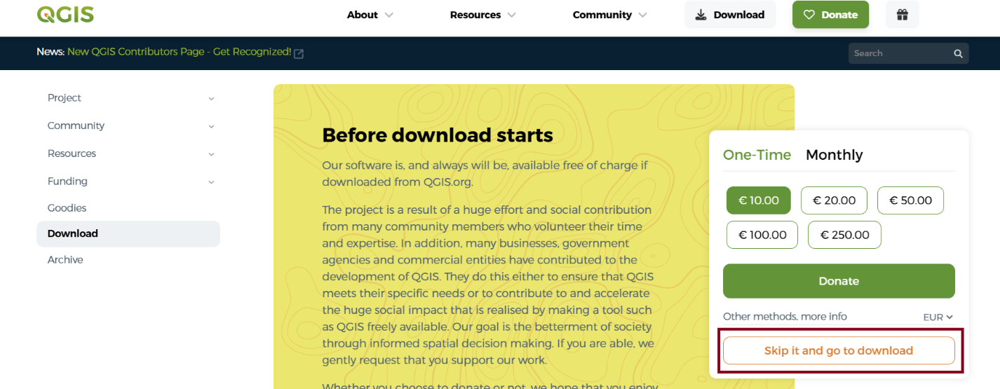 QGIS
About
Resources
Community
Download
Donate
News: New QGIS Contributors Page - Get Recognized!
Search
Project
Community
Resources
Funding
Goodies
Download
Archive
Before download starts
Our software is, and always will be, available free of charge if
downloaded from QGIS.org.
The project is a result of a huge effort and social contribution
from many community members who volunteer their time
and expertise. In addition, many businesses, government
agencies and commercial entities have contributed to the
development of QGIS. They do this either to ensure that QGIS
meets their specific needs or to contribute to and accelerate
the huge social impact that is realised by making a tool such
as QGIS freely available. Our goal is the betterment of society
through informed spatial decision making. If you are able, we
gently request that you support our work.
Whether you choose to donate or not, we hope that you enjoy
One-Time Monthly
€ 10.00 € 20.00 € 50.00
€ 100.00 € 250.00
Donate
Other methods, more info EUR
Skip it and go to download